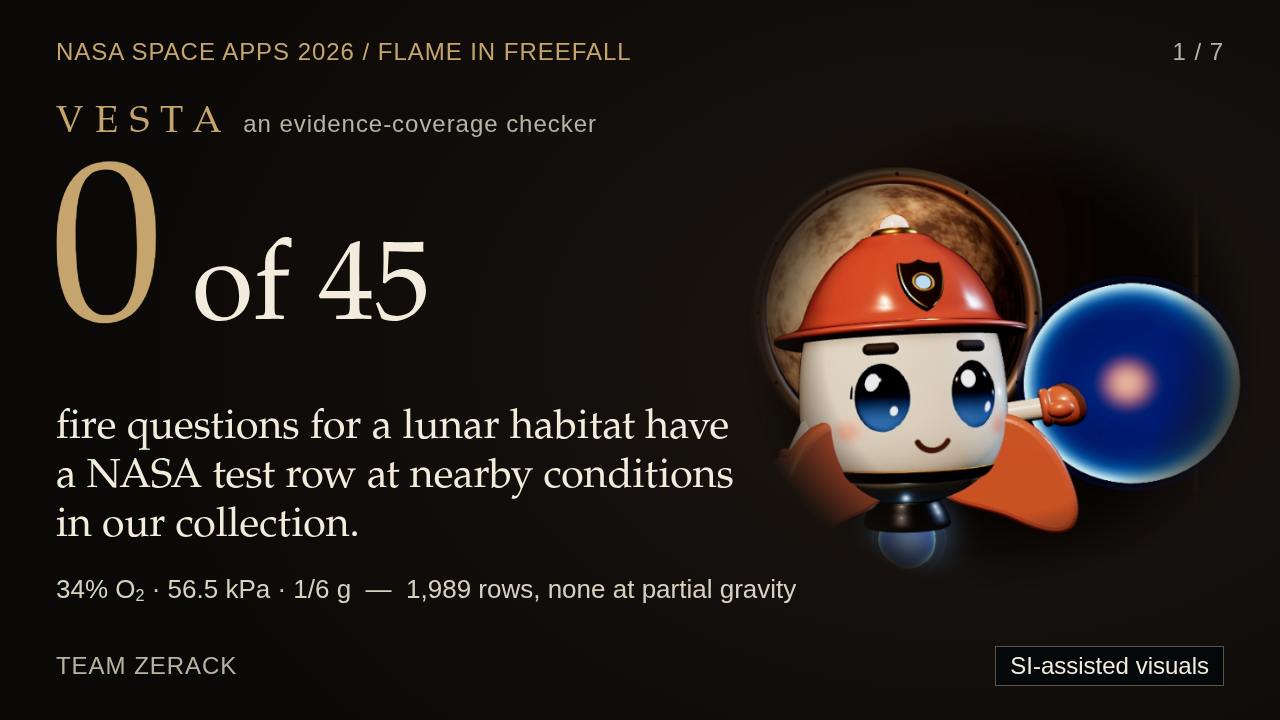 NASA SPACE APPS 2026 / FLAME IN FREEFALL
1 / 7
VESTA an evidence-coverage checker
0 of 45
fire questions for a lunar habitat have
a NASA test row at nearby conditions
in our collection.
34% O₂ · 56.5 kPa · 1/6 g — 1,989 rows, none at partial gravity
TEAM ZERACK
SI-assisted visuals